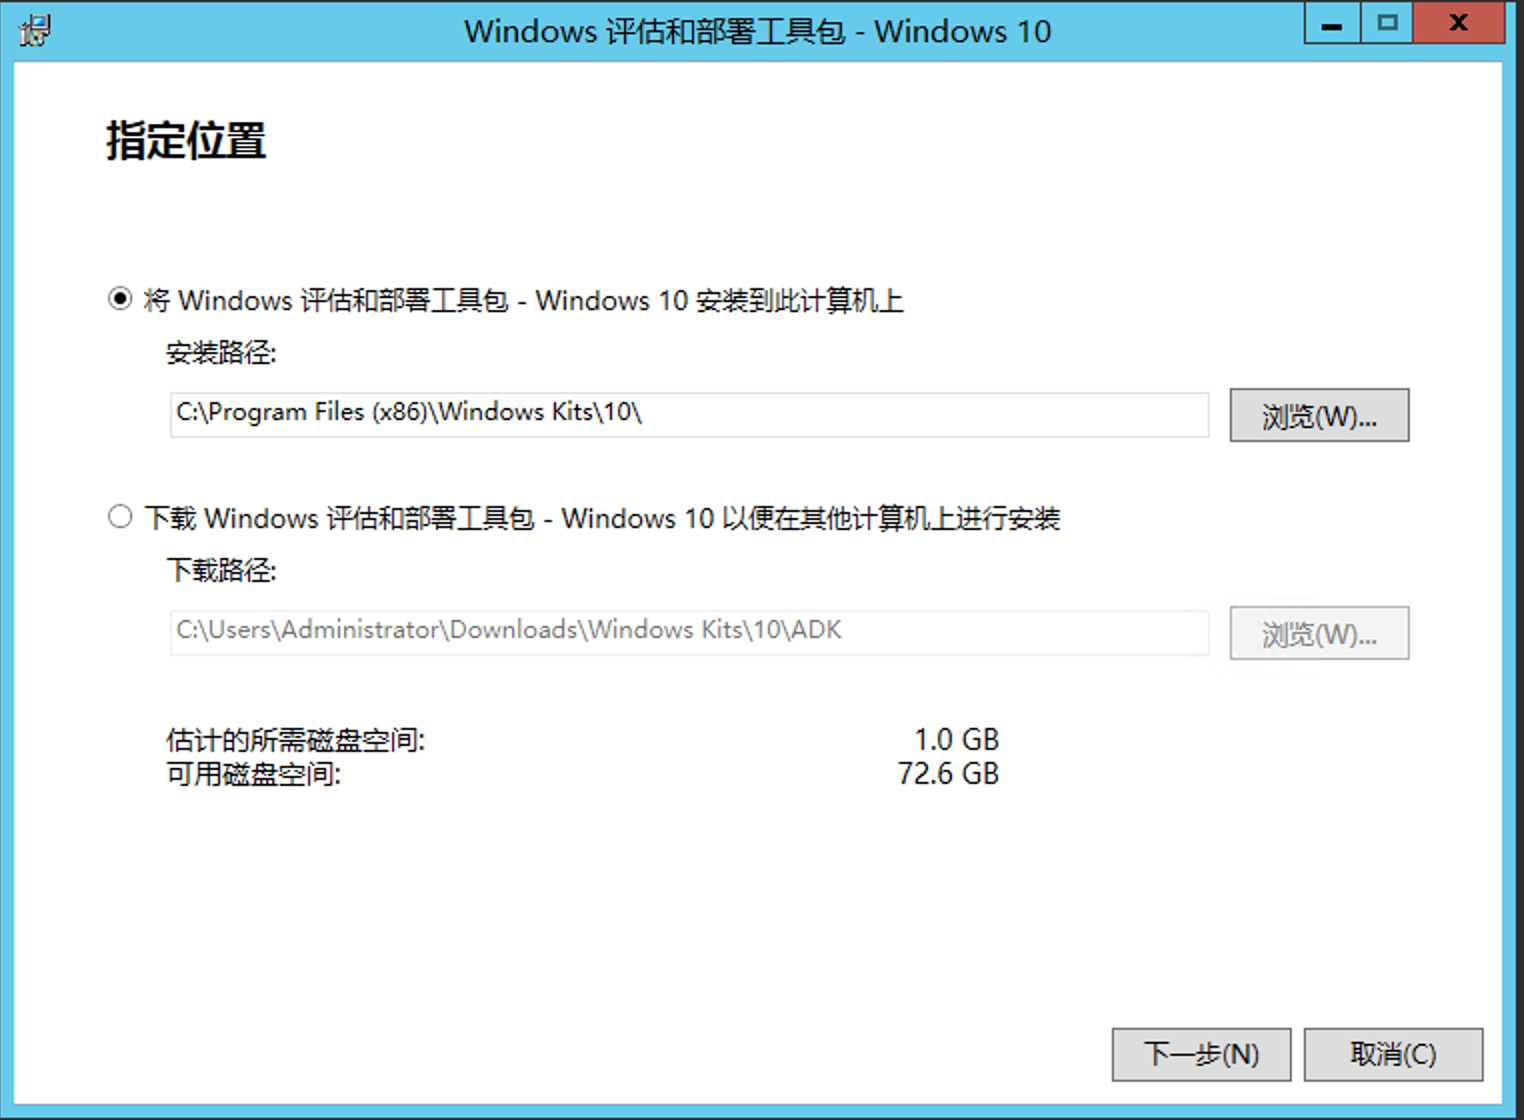 Windows 评估和部署工具包 - Windows 10
指定位置
将 Windows 评估和部署工具包 - Windows 10 安装到此计算机上
安装路径:
C:\Program Files (x86)\Windows Kits\10\
浏览(W)...
下载 Windows 评估和部署工具包 - Windows 10 以便在其他计算机上进行安装
下载路径:
C:\Users\Administrator\Downloads\Windows Kits\10\ADK
浏览(W)...
估计的所需磁盘空间: 1.0 GB
可用磁盘空间: 72.6 GB
下一步(N) 取消(C)